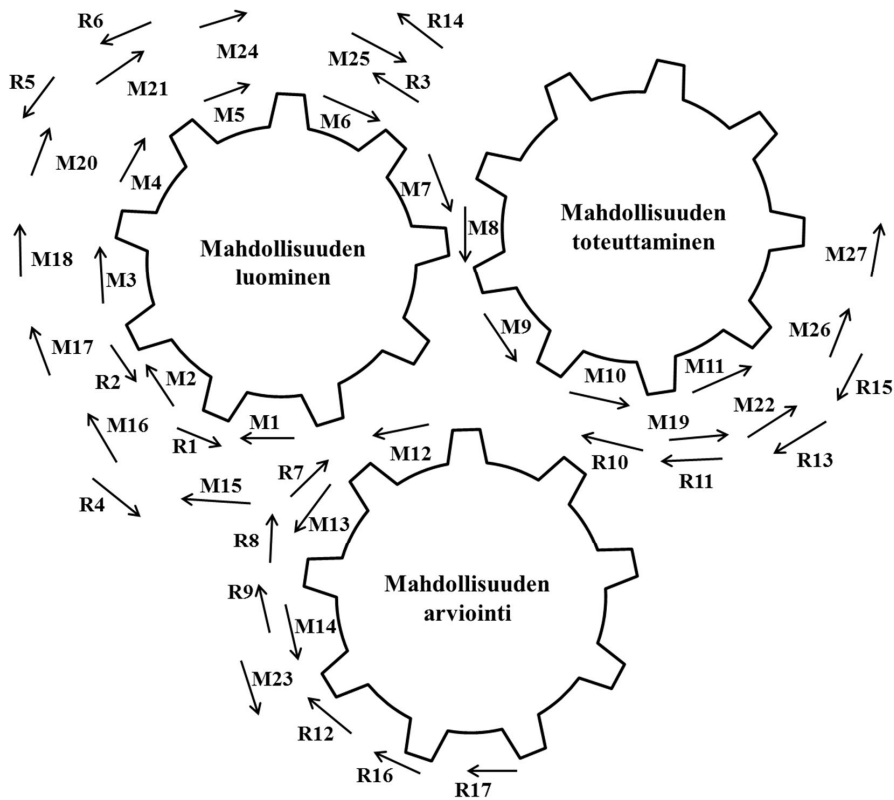 R6
M24
R14
M25
R5
M21
R3
M5
M6
M20
M4
M7
Mahdollisuuden
toteuttaminen
M8
Mahdollisuuden
luominen
M18
M3
M27
M9
M26
M17
R2
M2
M10
M11
R15
M16
M1
M12
M19
M22
R1
R10
R13
R7
R11
R4
M15
M13
R8
Mahdollisuuden
arviointi
R9
M14
M23
R12
R16
R17